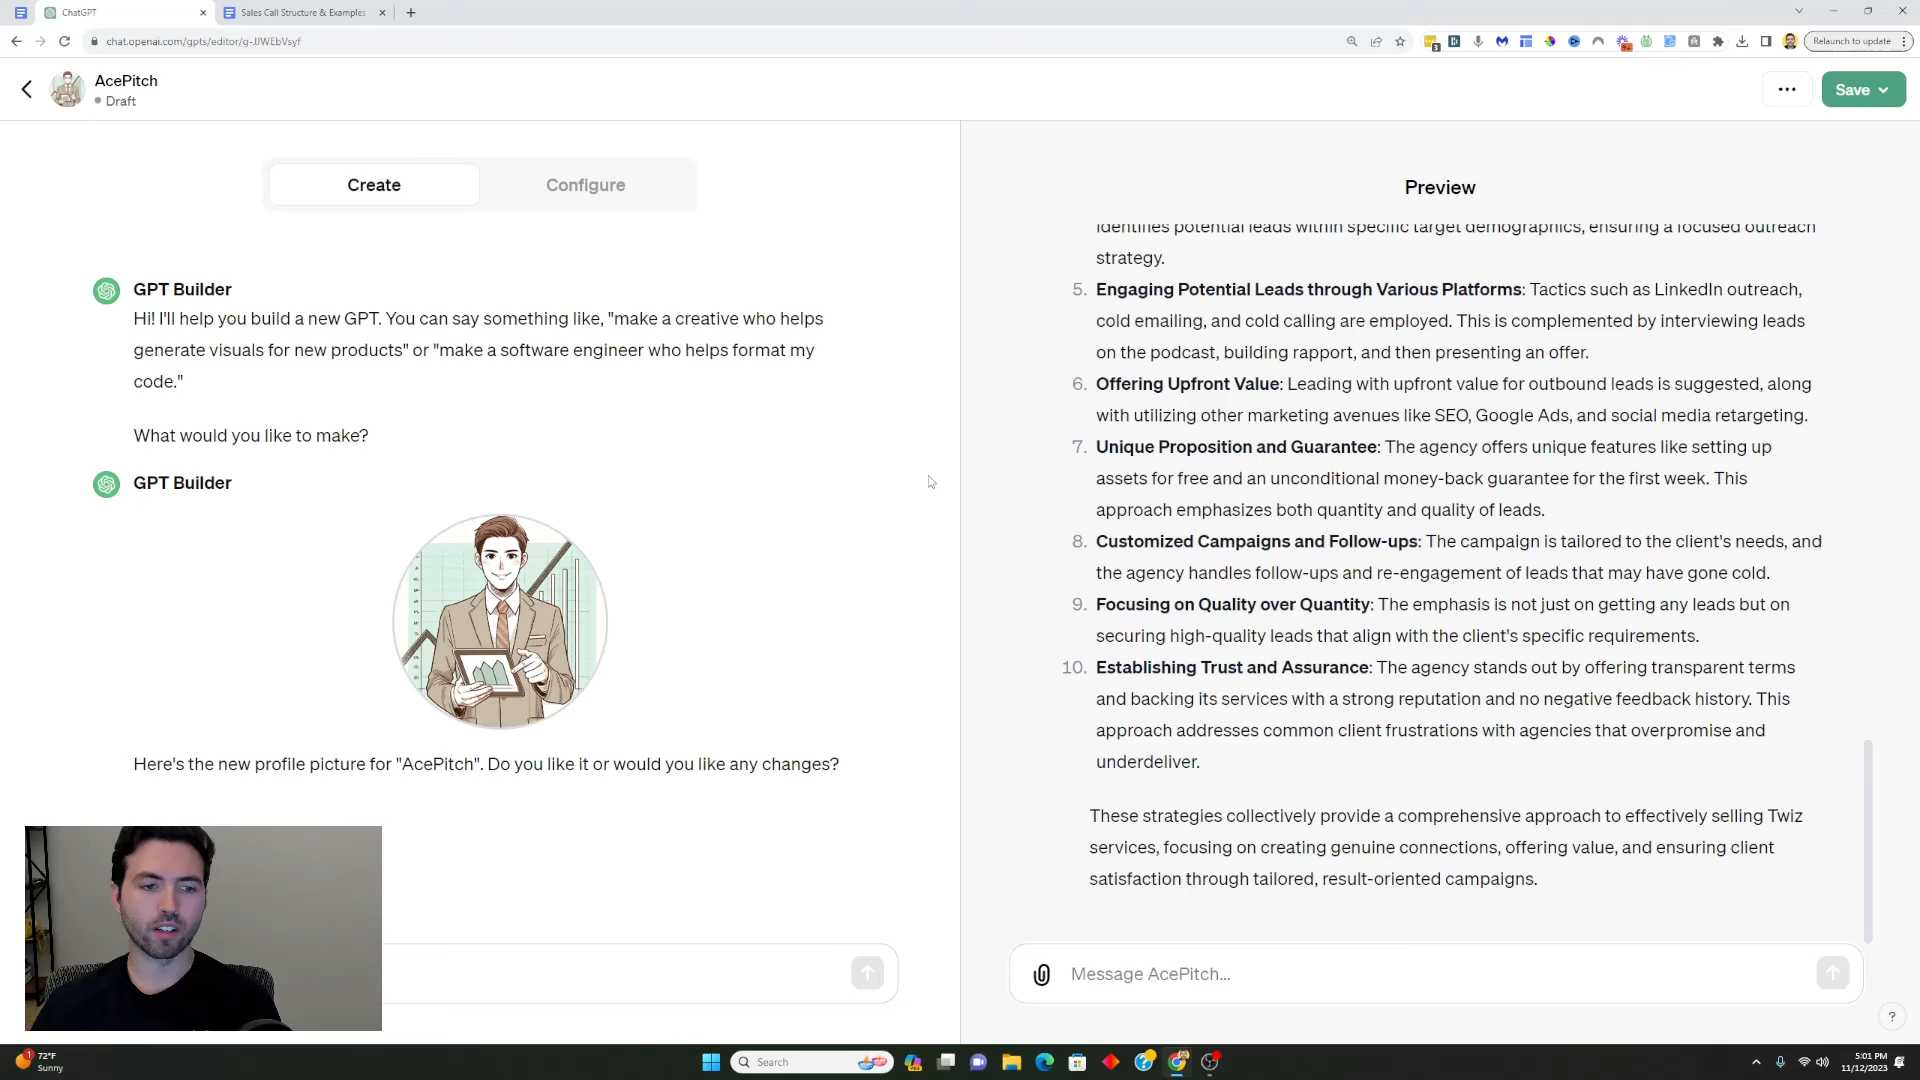 ChatGPT
Sales Call Structure & Examples
chat.openai.com/gpts/editor/g-JJWEbVsyf
Relaunch to update
AcePitch
Draft
Save
Create
Configure
GPT Builder
Hi! I'll help you build a new GPT. You can say something like, "make a creative who helps
generate visuals for new products" or "make a software engineer who helps format my
code."
What would you like to make?
GPT Builder
Here's the new profile picture for "AcePitch". Do you like it or would you like any changes?
Preview
identifies potential leads within specific target demographics, ensuring a focused outreach
strategy.
5. Engaging Potential Leads through Various Platforms: Tactics such as LinkedIn outreach,
cold emailing, and cold calling are employed. This is complemented by interviewing leads
on the podcast, building rapport, and then presenting an offer.
6. Offering Upfront Value: Leading with upfront value for outbound leads is suggested, along
with utilizing other marketing avenues like SEO, Google Ads, and social media retargeting.
7. Unique Proposition and Guarantee: The agency offers unique features like setting up
assets for free and an unconditional money-back guarantee for the first week. This
approach emphasizes both quantity and quality of leads.
8. Customized Campaigns and Follow-ups: The campaign is tailored to the client's needs, and
the agency handles follow-ups and re-engagement of leads that may have gone cold.
9. Focusing on Quality over Quantity: The emphasis is not just on getting any leads but on
securing high-quality leads that align with the client's specific requirements.
10. Establishing Trust and Assurance: The agency stands out by offering transparent terms
and backing its services with a strong reputation and no negative feedback history. This
approach addresses common client frustrations with agencies that overpromise and
underdeliver.
These strategies collectively provide a comprehensive approach to effectively selling Twiz
services, focusing on creating genuine connections, offering value, and ensuring client
satisfaction through tailored, result-oriented campaigns.
Message AcePitch...
?
1
72°F
Sunny
Search
5:01 PM
11/12/2023